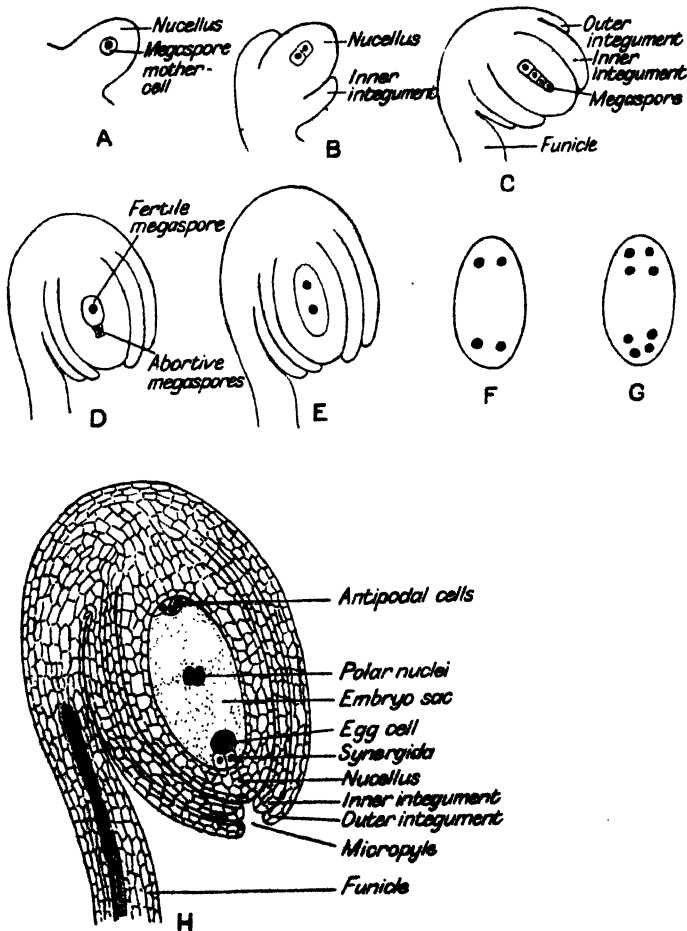 Nucellus
Megaspore
mother-
cell
A
Nucellus
Inner
integument
B
Outer
integument
Inner
Integument
Megaspore
Funicle
C
Fertile
megaspore
Abortive
megaspores
D
E
F
G
Antipodal cells
Polar nuclei
Embryo sac
Egg cell
Synergida
Nucellus
Inner integument
Outer integument
Micropyle
Funicle
H